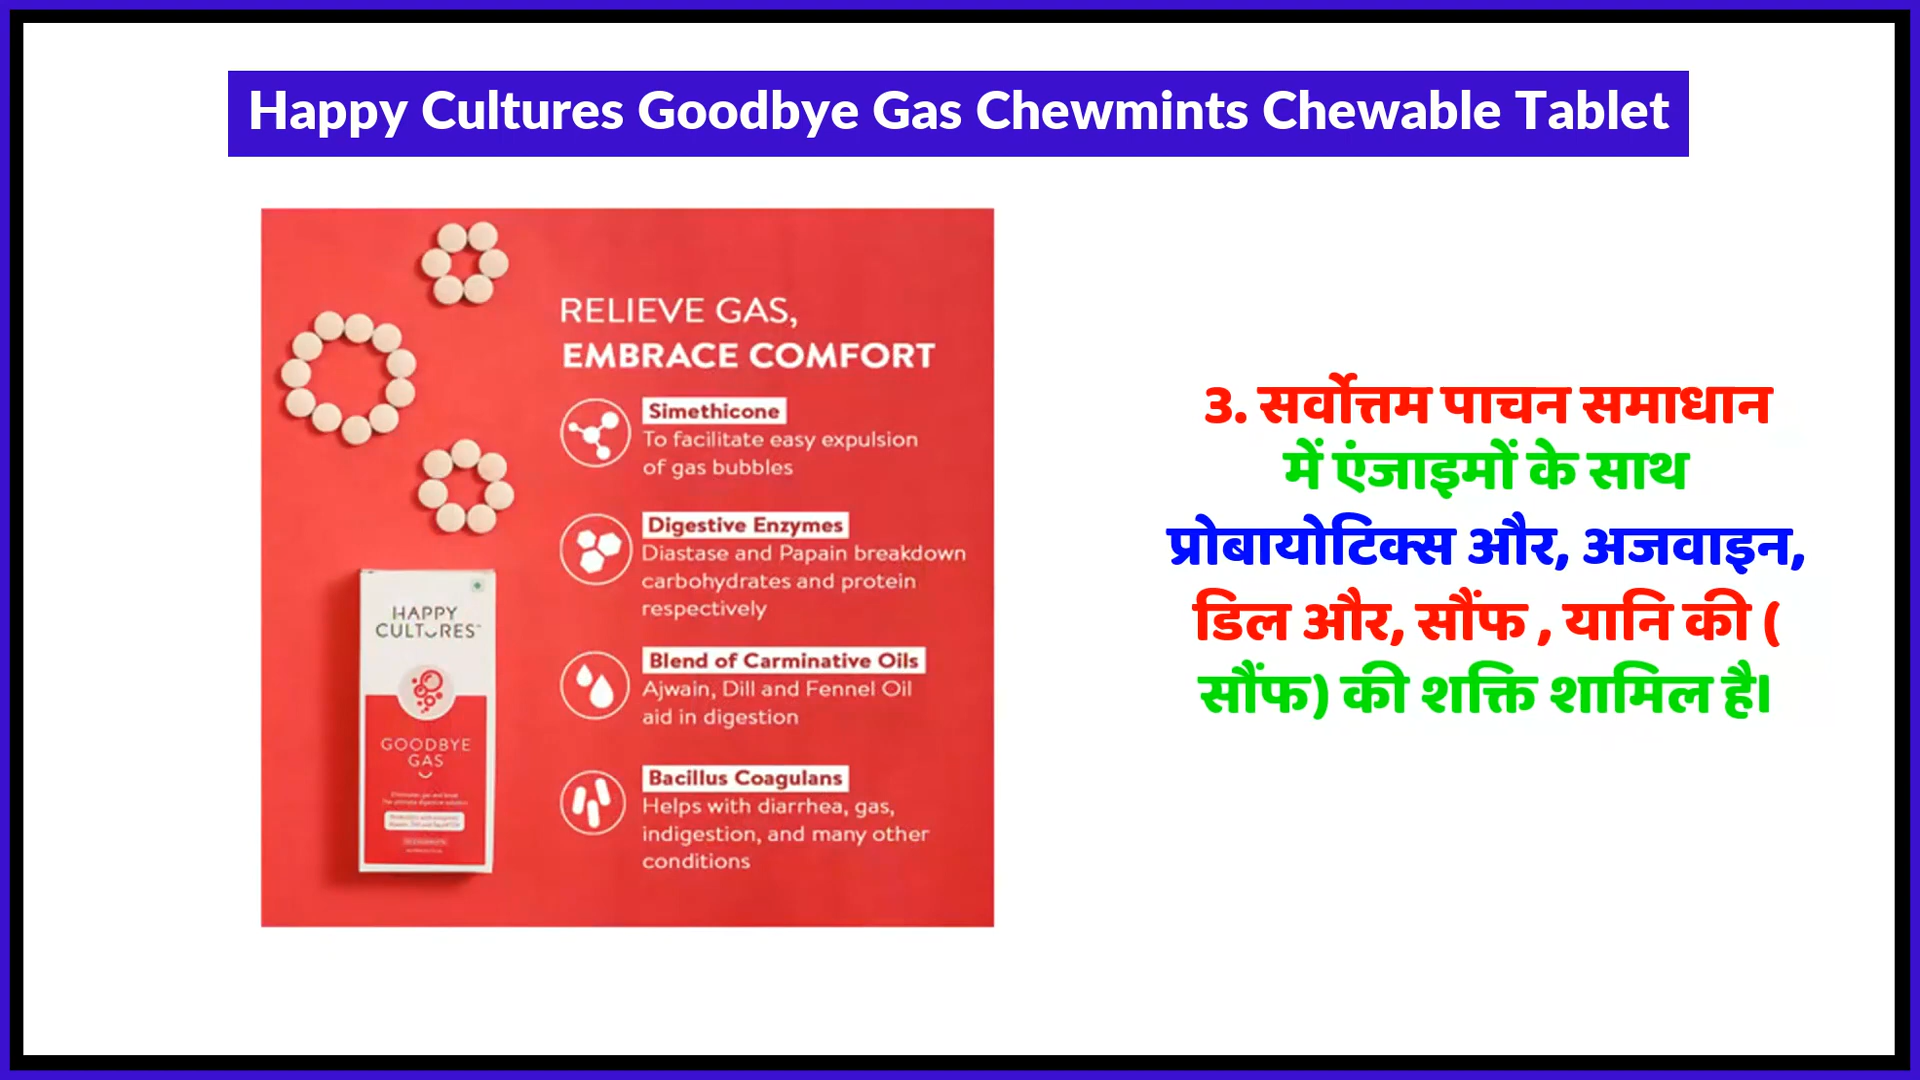 Happy Cultures Goodbye Gas Chewmints Chewable Tablet
RELIEVE GAS,
EMBRACE COMFORT
Simethicone
To facilitate easy expulsion
of gas bubbles
Digestive Enzymes
Diastase and Papain breakdown
carbohydrates and protein
respectively
Blend of Carminative Oils
Ajwain, Dill and Fennel Oil
aid in digestion
Bacillus Coagulans
Helps with diarrhea, gas,
indigestion, and many other
conditions
HAPPY
CULTURES
GOODBYE
GAS
3. सर्वोत्तम पाचन समाधान
में एंजाइमों के साथ
प्रोबायोटिक्स और, अजवाइन,
डिल और, सौंफ , यानि की (
सौंफ) की शक्ति शामिल है।